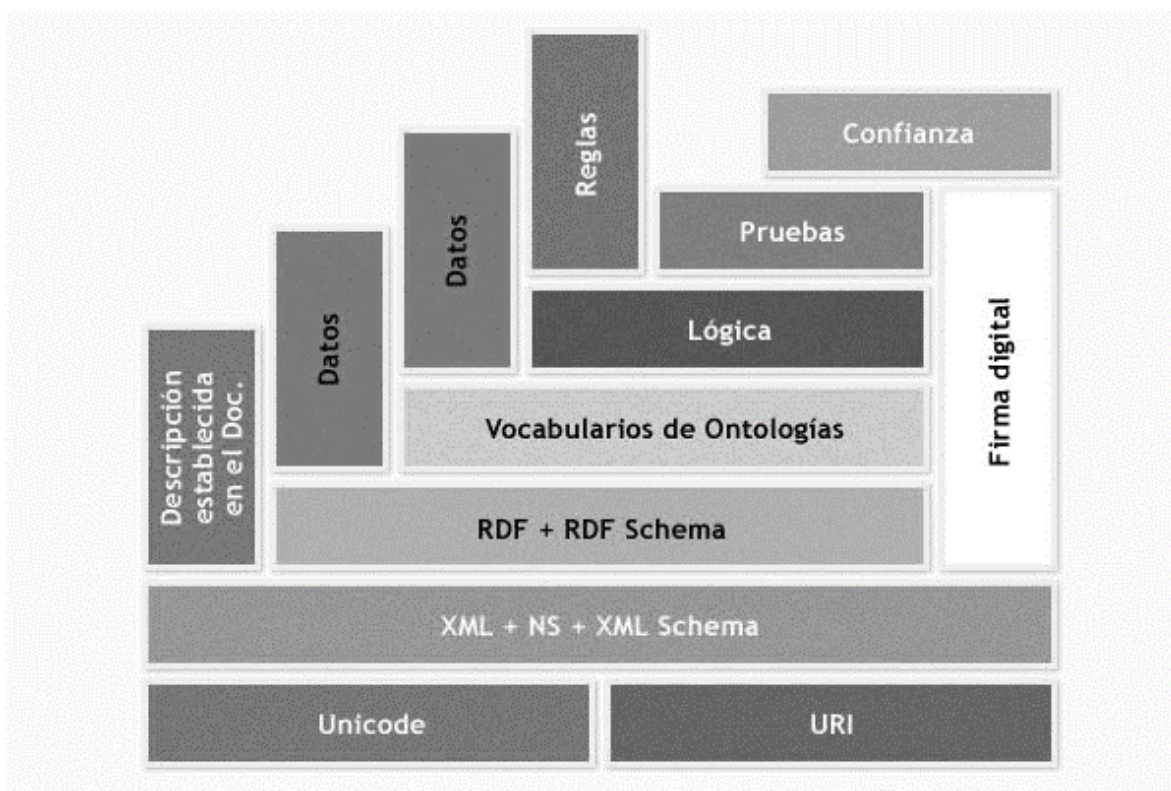 Reglas
Confianza
Datos
Pruebas
Datos
Lógica
Descripción
establecida
en el Doc.
Vocabularios de Ontologías
Firma digital
RDF + RDF Schema
XML + NS + XML Schema
Unicode
URI